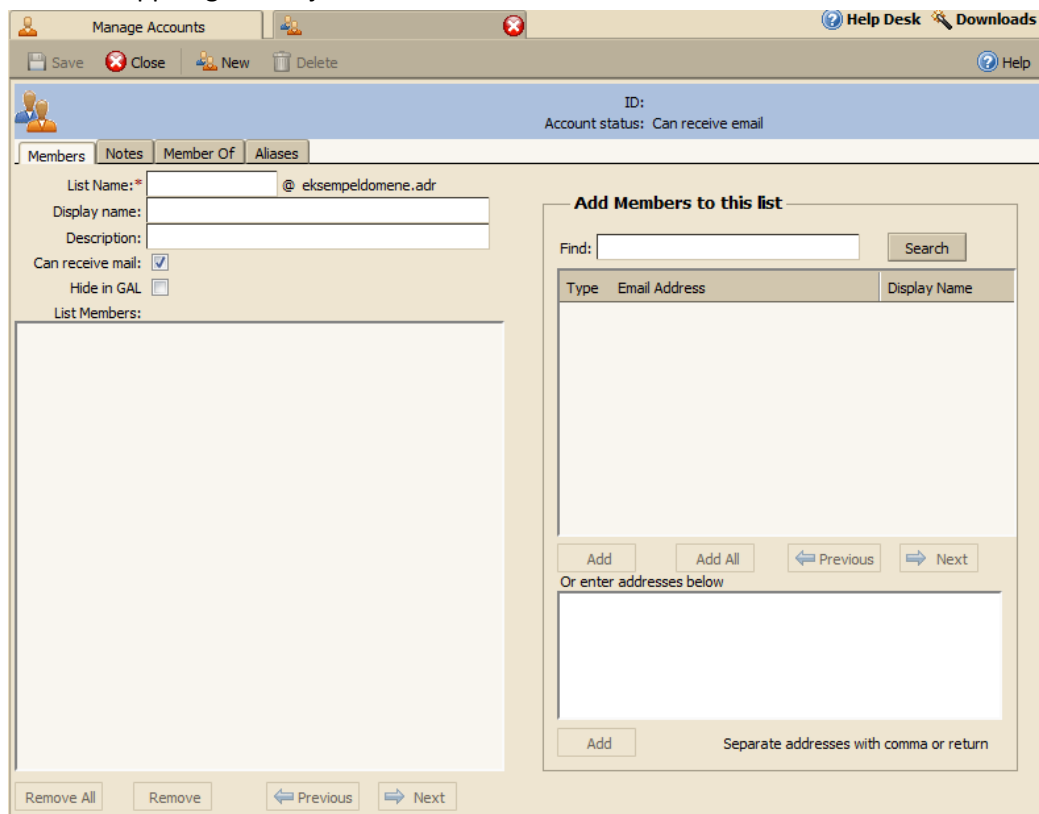 Manage Accounts
Help Desk Downloads
Save Close New Delete Help
ID:
Account status: Can receive email
Members Notes Member Of Aliases
List Name:* @ eksempeldomene.adr
Display name:
Description:
Can receive mail:
Hide in GAL
List Members:
Add Members to this list
Find: Search
Type Email Address Display Name
Add Add All Previous Next
Or enter addresses below
Add Separate addresses with comma or return
Remove All Remove Previous Next